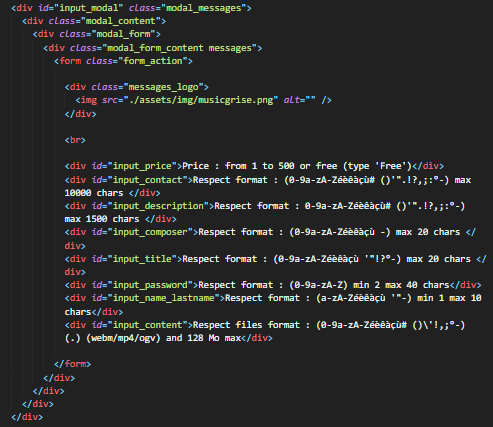 <div id="input_modal" class="modal_messages">
<div class="modal_content">
<div class="modal_form">
<div class="modal_form_content messages">
<form class="form_action">
<div class="messages_logo">
<img src="./assets/img/musicgrise.png" alt="" />
</div>
<br>
<div id="input_price">Price : from 1 to 500 or free (type 'Free')</div>
<div id="input_contact">Respect format : (0-9a-zA-Zéèêàçù# ()'".!?,;:°-) max
10000 chars </div>
<div id="input_description">Respect format : 0-9a-zA-Zéèêàçù# ()'".!?,;:°-)
max 1500 chars </div>
<div id="input_composer">Respect format : (0-9a-zA-Zéèêàçù -) max 20 chars </
div>
<div id="input_title">Respect format : (0-9a-zA-Zéèêàçù '"!?°-) max 20 chars </
div>
<div id="input_password">Respect format : (0-9a-zA-Z) min 2 max 40 chars</div>
<div id="input_name_lastname">Respect format : (a-zA-Zéèêàçù '"-) min 1 max 10
chars</div>
<div id="input_content">Respect files format : (0-9a-zA-Zéèêàçù# ()\'!,;°-)
(.) (webm/mp4/ogv) and 128 Mo max</div>
</form>
</div>
</div>
</div>
</div>